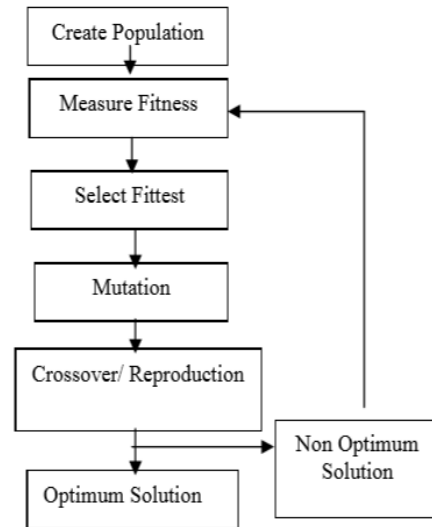 Create Population
Measure Fitness
Select Fittest
Mutation
Crossover/ Reproduction
Non Optimum
Solution
Optimum Solution